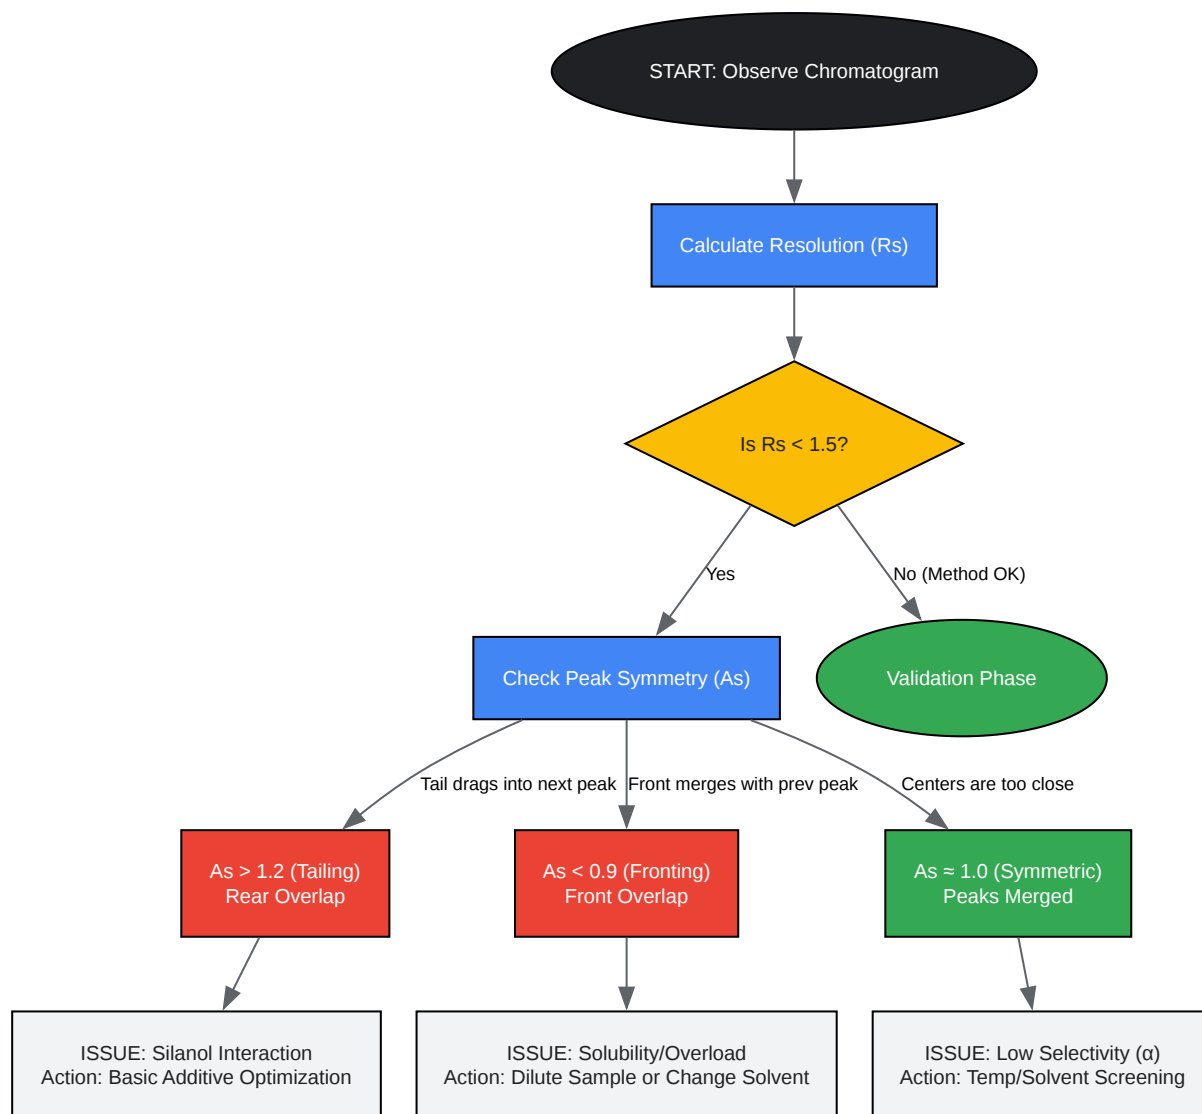 START: Observe Chromatogram
Calculate Resolution (Rs)
Is Rs < 1.5?
Yes
No (Method OK)
Check Peak Symmetry (As)
Validation Phase
Tail drags into next peak
Front merges with prev peak
Centers are too close
As > 1.2 (Tailing)
Rear Overlap
As < 0.9 (Fronting)
Front Overlap
As ≈ 1.0 (Symmetric)
Peaks Merged
ISSUE: Silanol Interaction
Action: Basic Additive Optimization
ISSUE: Solubility/Overload
Action: Dilute Sample or Change Solvent
ISSUE: Low Selectivity (α)
Action: Temp/Solvent Screening